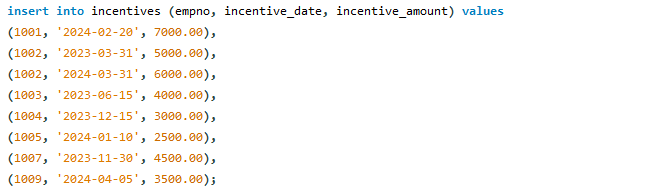 insert into incentives (empno, incentive_date, incentive_amount) values
(1001, '2024-02-20', 7000.00),
(1002, '2023-03-31', 5000.00),
(1002, '2024-03-31', 6000.00),
(1003, '2023-06-15', 4000.00),
(1004, '2023-12-15', 3000.00),
(1005, '2024-01-10', 2500.00),
(1007, '2023-11-30', 4500.00),
(1009, '2024-04-05', 3500.00);